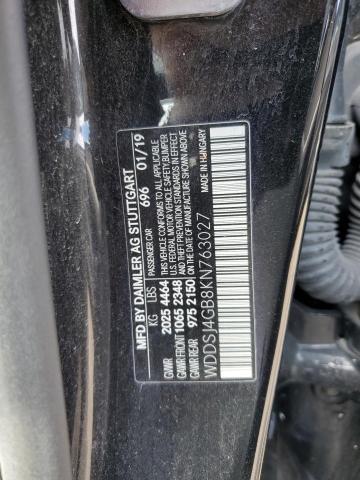 MFD BY DAIMLER AG STUTTGART
PASSENGER CAR 696 01/19
KG LBS
GVWR 2025 4464 THIS VEHICLE CONFORMS TO ALL APPLICABLE
GAWR FRONT 1065 2348 U.S. FEDERAL MOTOR VEHICLE SAFETY, BUMPER
AND THEFT PREVENTION STANDARDS IN EFFECT
GAWR REAR 975 2150 ON THE DATE OF MANUFACTURE SHOWN ABOVE
WDDSJ4GB8KN763027
MADE IN HUNGARY